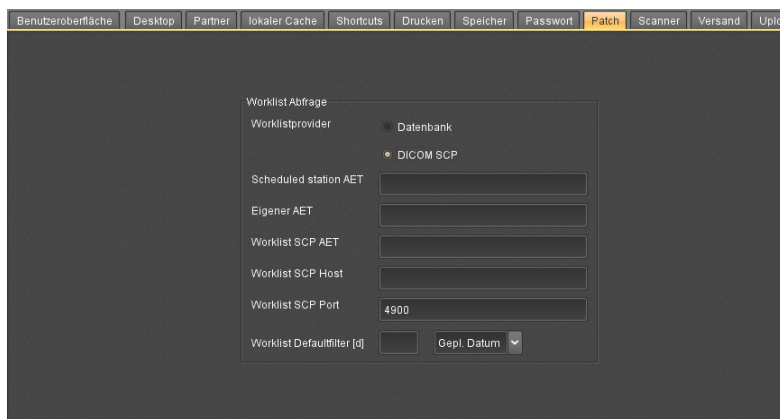 Benutzeroberfläche Desktop Partner lokaler Cache Shortcuts Drucken Speicher Passwort Patch Scanner Versand Uplo
Worklist Abfrage
Worklistprovider Datenbank
DICOM SCP
Scheduled station AET
Eigener AET
Worklist SCP AET
Worklist SCP Host
Worklist SCP Port 4900
Worklist Defaultfilter [d] Gepl. Datum